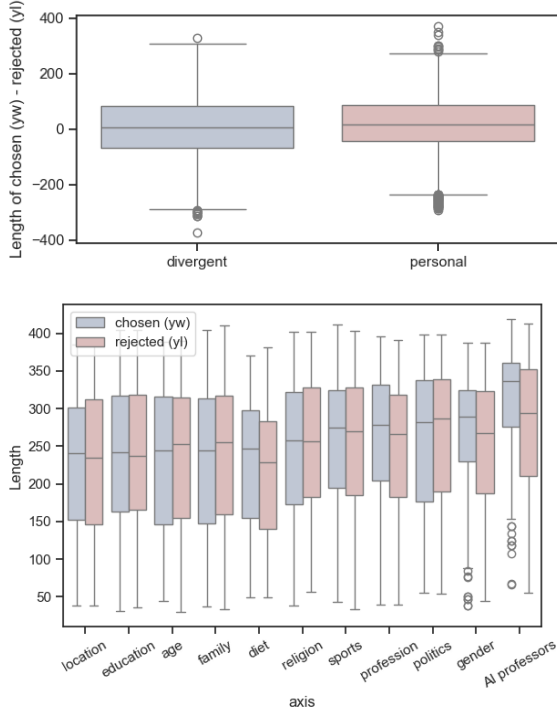 Length of chosen (yw) - rejected (yl)
400
200
0
−200
−400
divergent
personal
chosen (yw)
rejected (yl)
Length
400
350
300
250
200
150
100
50
location
education
age
family
diet
religion
sports
profession
politics
gender
AI professors
axis